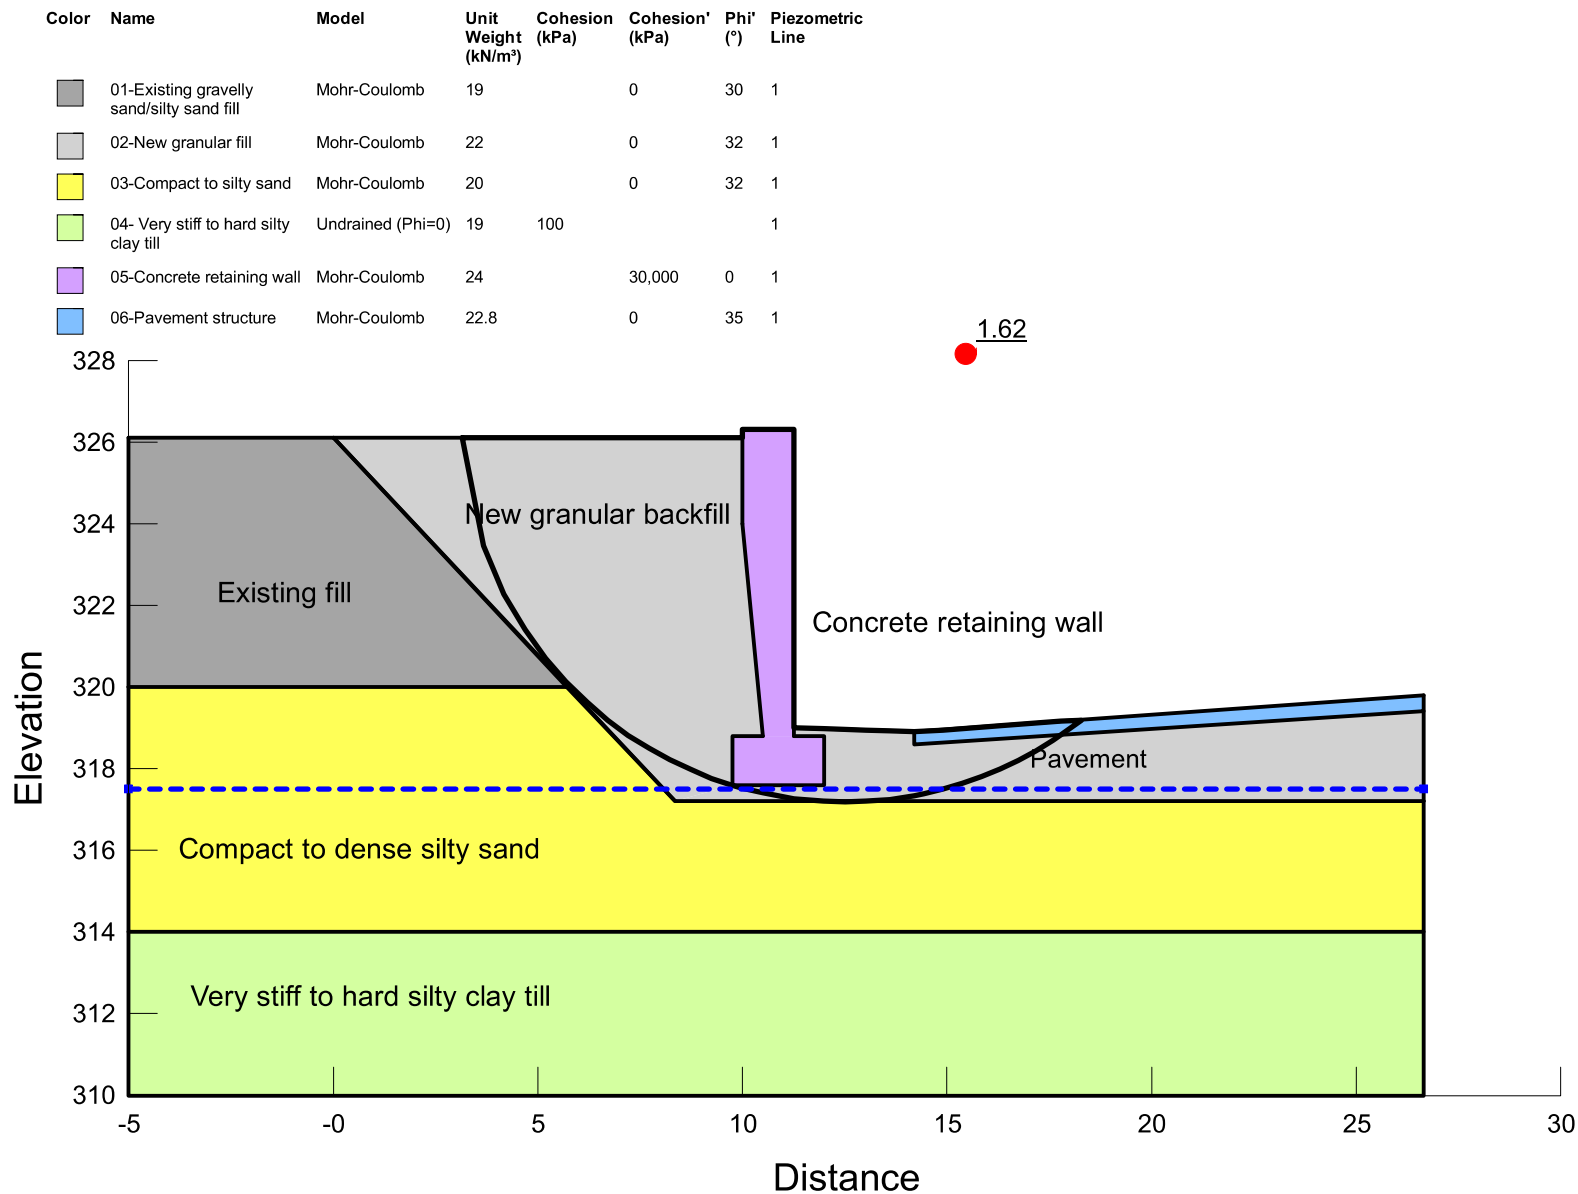 Color Name Model Unit Weight (kN/m³) Cohesion (kPa) Cohesion' (kPa) Phi' (°) Piezometric Line
01-Existing gravelly sand/silty sand fill Mohr-Coulomb 19 0 30 1
02-New granular fill Mohr-Coulomb 22 0 32 1
03-Compact to silty sand Mohr-Coulomb 20 0 32 1
04- Very stiff to hard silty clay till Undrained (Phi=0) 19 100 1
05-Concrete retaining wall Mohr-Coulomb 24 30,000 0 1
06-Pavement structure Mohr-Coulomb 22.8 0 35 1
1.62
328
326
324
322
320
318
316
314
312
310
Elevation
New granular backfill
Existing fill
Concrete retaining wall
Pavement
Compact to dense silty sand
Very stiff to hard silty clay till
-5 -0 5 10 15 20 25 30
Distance